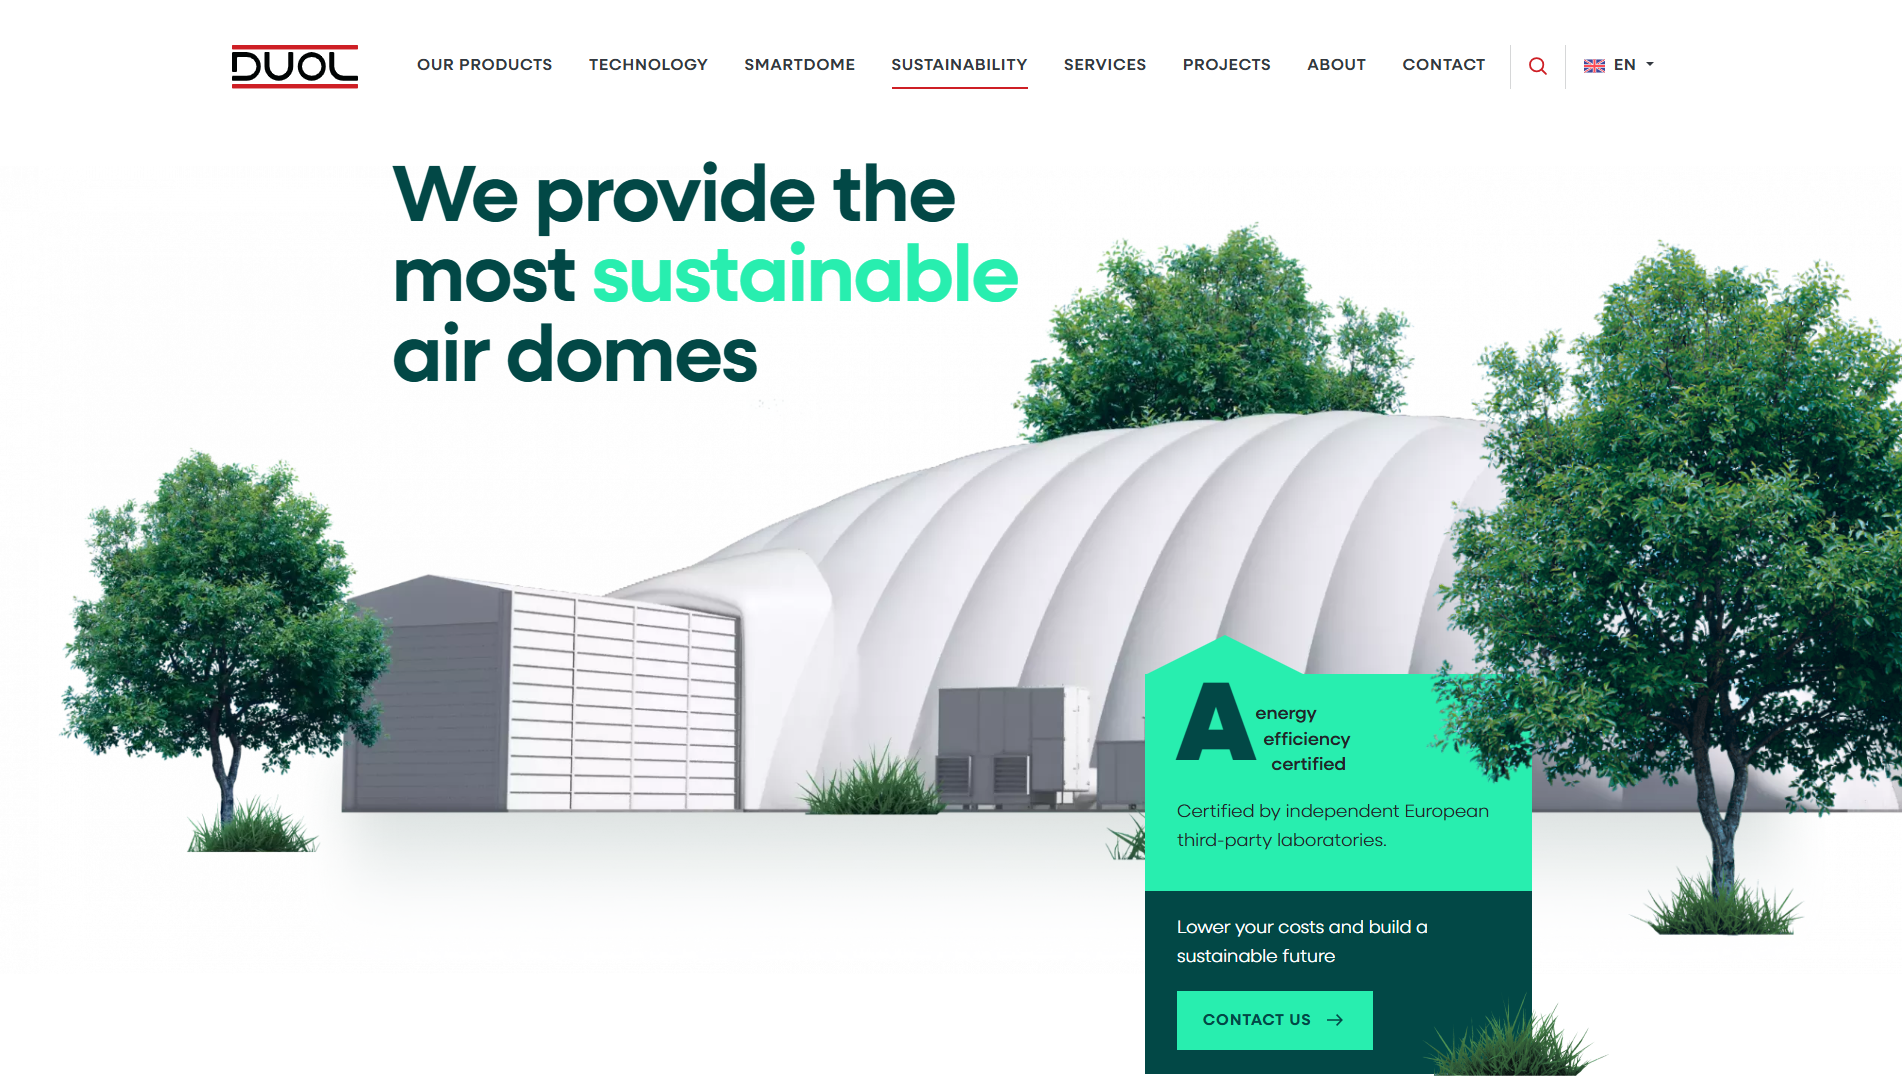 DUOL
OUR PRODUCTS TECHNOLOGY SMARTDOME SUSTAINABILITY SERVICES PROJECTS ABOUT CONTACT EN
We provide the
most sustainable
air domes
A energy
efficiency
certified
Certified by independent European
third-party laboratories.
Lower your costs and build a
sustainable future
CONTACT US →